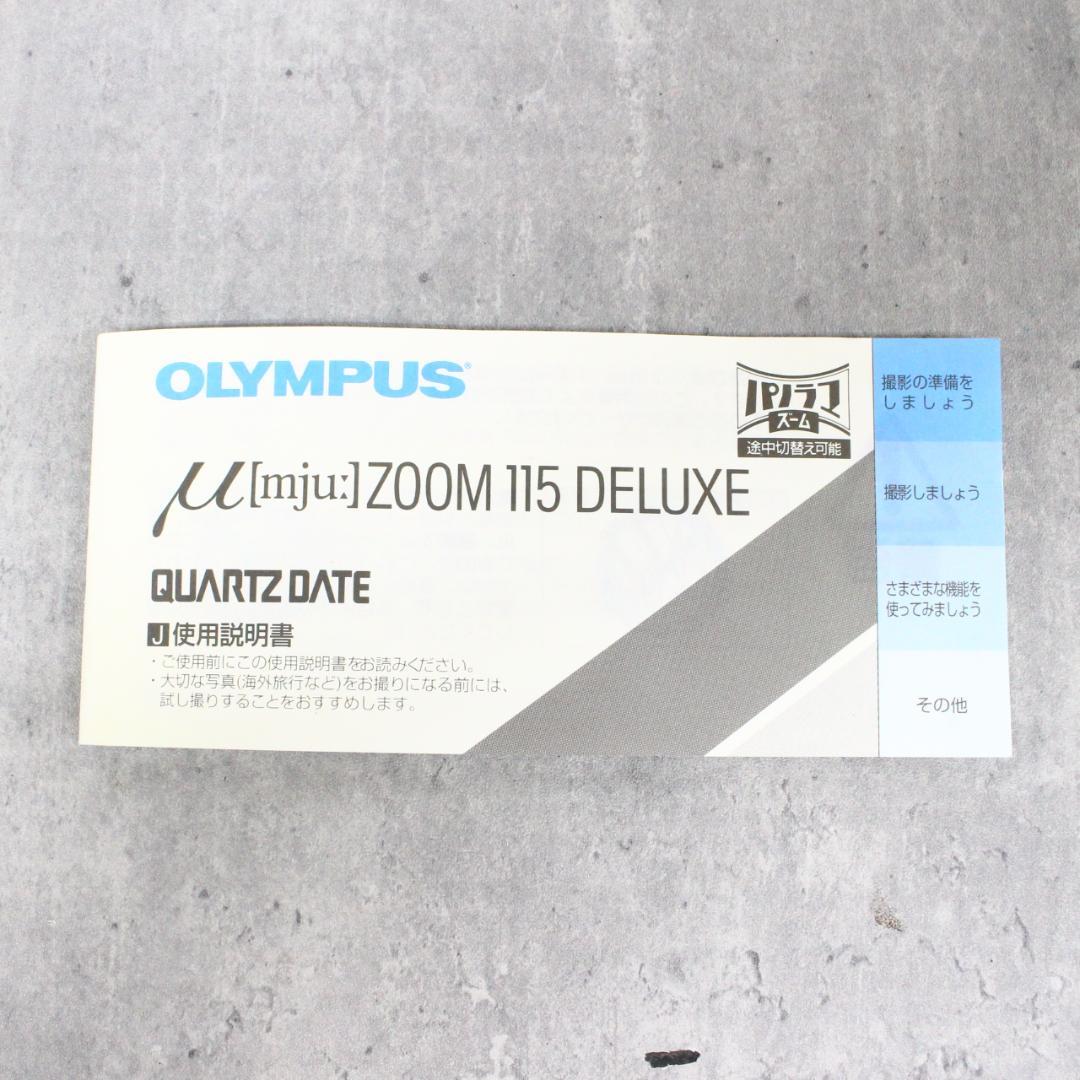 OLYMPUS®
パノラマ
ズーム
途中切替え可能
μ[mju:] ZOOM 115 DELUXE
QUARTZ DATE
J 使用説明書
・ご使用前にこの使用説明書をお読みください。
・大切な写真(海外旅行など)をお撮りになる前には、
試し撮りすることをおすすめします。
撮影の準備を
しましょう
撮影しましょう
さまざまな機能を
使ってみましょう
その他